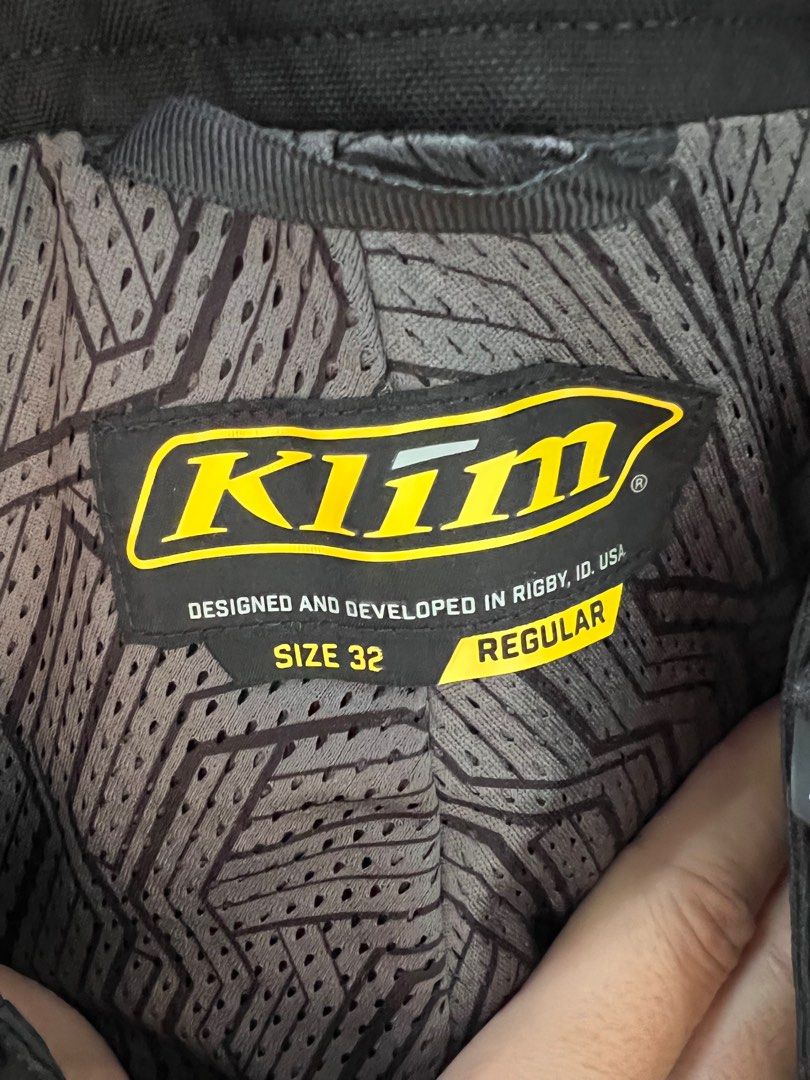 Klim®
DESIGNED AND DEVELOPED IN RIGBY, ID. USA
SIZE 32
REGULAR